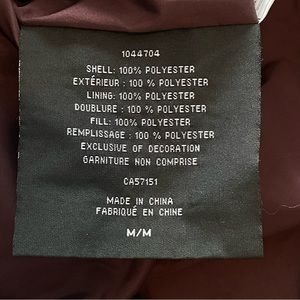 1044704
SHELL: 100% POLYESTER
EXTÉRIEUR : 100 % POLYESTER
LINING: 100% POLYESTER
DOUBLURE : 100 % POLYESTER
FILL: 100% POLYESTER
REMPLISSAGE : 100 % POLYESTER
EXCLUSIVE OF DECORATION
GARNITURE NON COMPRISE
CA57151
MADE IN CHINA
FABRIQUÉ EN CHINE
M/M